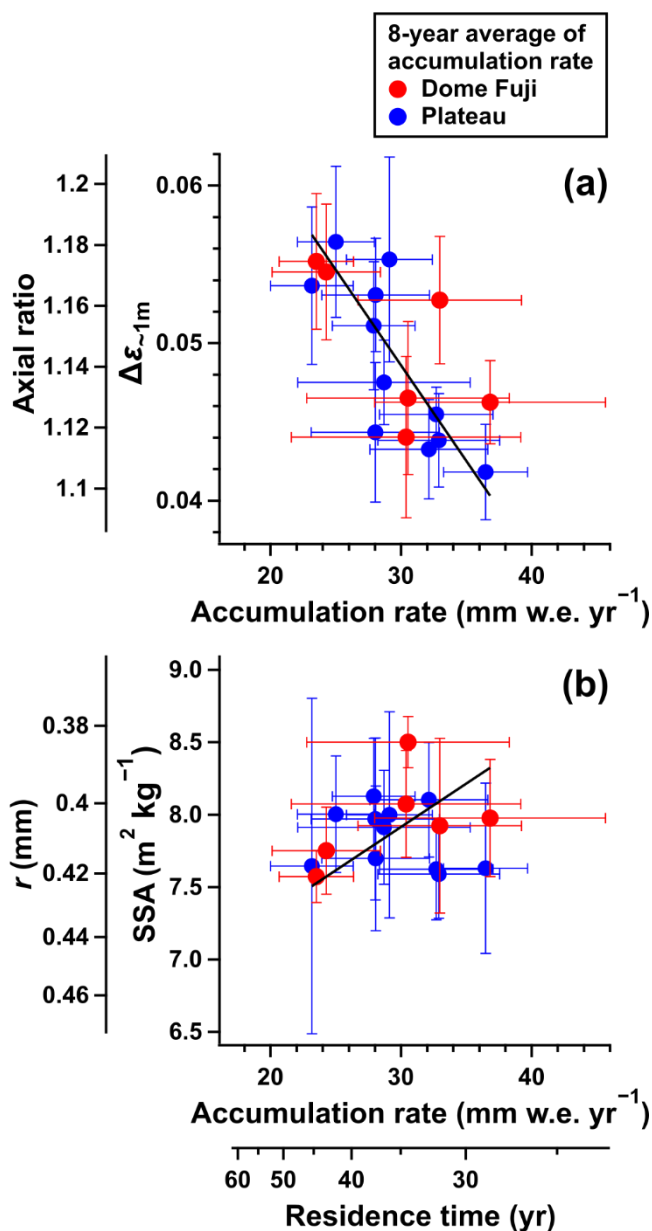 8-year average of
accumulation rate
Dome Fuji
Plateau
(a)
Axial ratio
1.2
1.18
1.16
1.14
1.12
1.1
Δε~1m
0.06
0.05
0.04
20 30 40
Accumulation rate (mm w.e. yr⁻¹)
(b)
r (mm)
0.38
0.4
0.42
0.44
0.46
SSA (m² kg⁻¹)
9.0
8.5
8.0
7.5
7.0
6.5
20 30 40
Accumulation rate (mm w.e. yr⁻¹)
60 50 40 30
Residence time (yr)